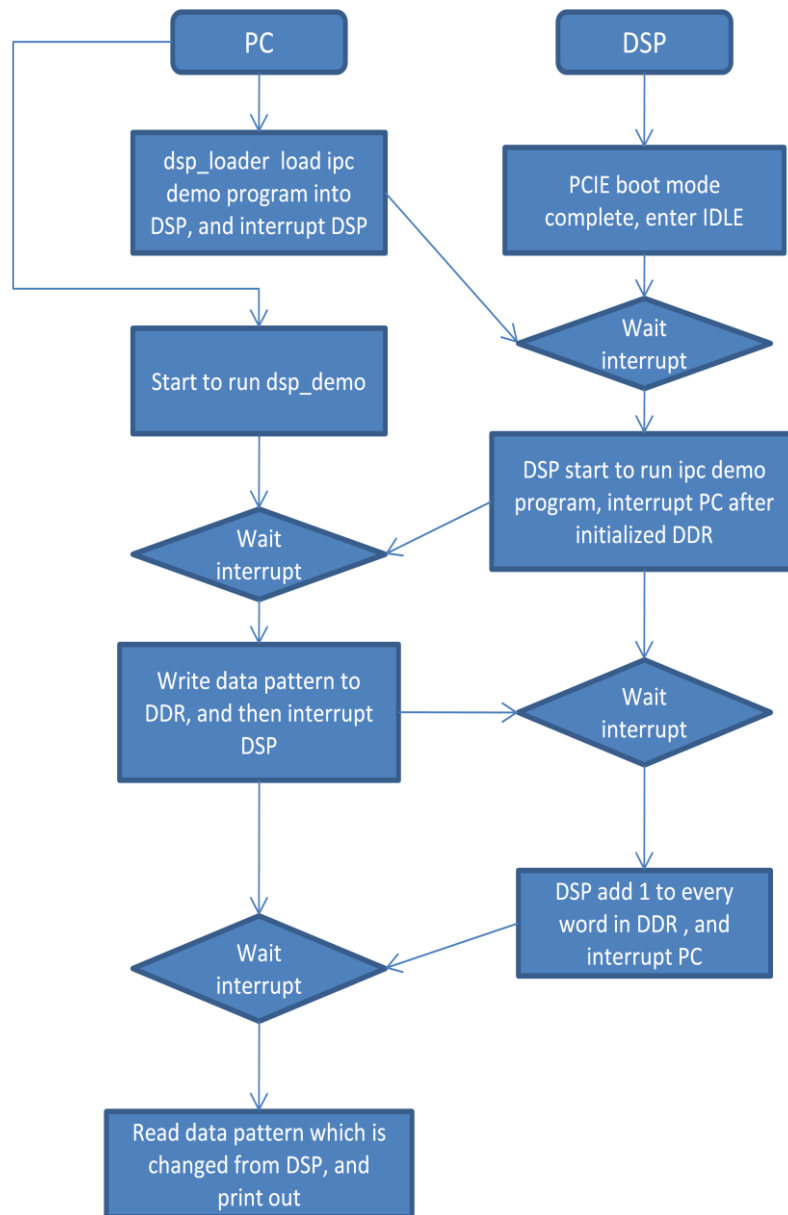 PC
DSP
dsp_loader load ipc
demo program into
DSP, and interrupt DSP
PCIE boot mode
complete, enter IDLE
Wait
interrupt
Start to run dsp_demo
DSP start to run ipc demo
program, interrupt PC after
initialized DDR
Wait
interrupt
Write data pattern to
DDR, and then interrupt
DSP
Wait
interrupt
DSP add 1 to every
word in DDR , and
interrupt PC
Wait
interrupt
Read data pattern which is
changed from DSP, and
print out